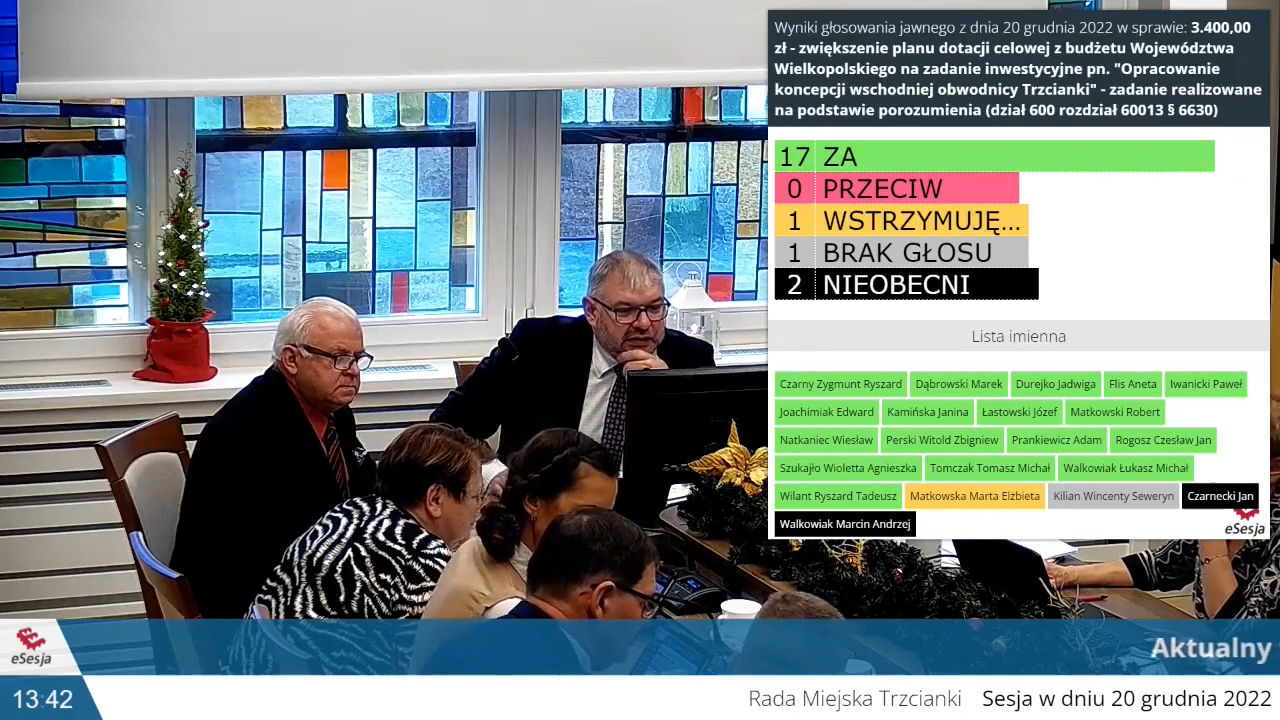 Wyniki głosowania jawnego z dnia 20 grudnia 2022 w sprawie: 3.400,00
zł - zwiększenie planu dotacji celowej z budżetu Województwa
Wielkopolskiego na zadanie inwestycyjne pn. "Opracowanie
koncepcji wschodniej obwodnicy Trzcianki" - zadanie realizowane
na podstawie porozumienia (dział 600 rozdział 60013 § 6630)
17 ZA
0 PRZECIW
1 WSTRZYMUJĘ...
1 BRAK GŁOSU
2 NIEOBECNI
Lista imienna
Czarny Zygmunt Ryszard Dąbrowski Marek Durejko Jadwiga Flis Aneta Iwanicki Paweł
Joachimiak Edward Kamińska Janina Łastowski Józef Matkowski Robert
Natkaniec Wiesław Perski Witold Zbigniew Prankiewicz Adam Rogosz Czesław Jan
Szukajło Wioletta Agnieszka Tomczak Tomasz Michał Walkowiak Łukasz Michał
Wilant Ryszard Tadeusz Matkowska Marta Elżbieta Kilian Wincenty Seweryn Czarnecki Jan
Walkowiak Marcin Andrzej
eSesja
Aktualny
eSesja
13:42
Rada Miejska Trzcianki Sesja w dniu 20 grudnia 2022